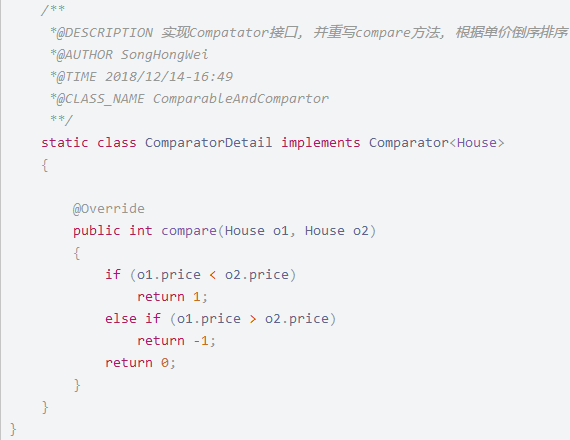 /**
*@DESCRIPTION 实现Compatator接口, 并重写compare方法, 根据单价倒序排序
*@AUTHOR SongHongWei
*@TIME 2018/12/14-16:49
*@CLASS_NAME ComparableAndCompartor
**/
static class ComparatorDetail implements Comparator<House>
{
@Override
public int compare(House o1, House o2)
{
if (o1.price < o2.price)
return 1;
else if (o1.price > o2.price)
return -1;
return 0;
}
}
}